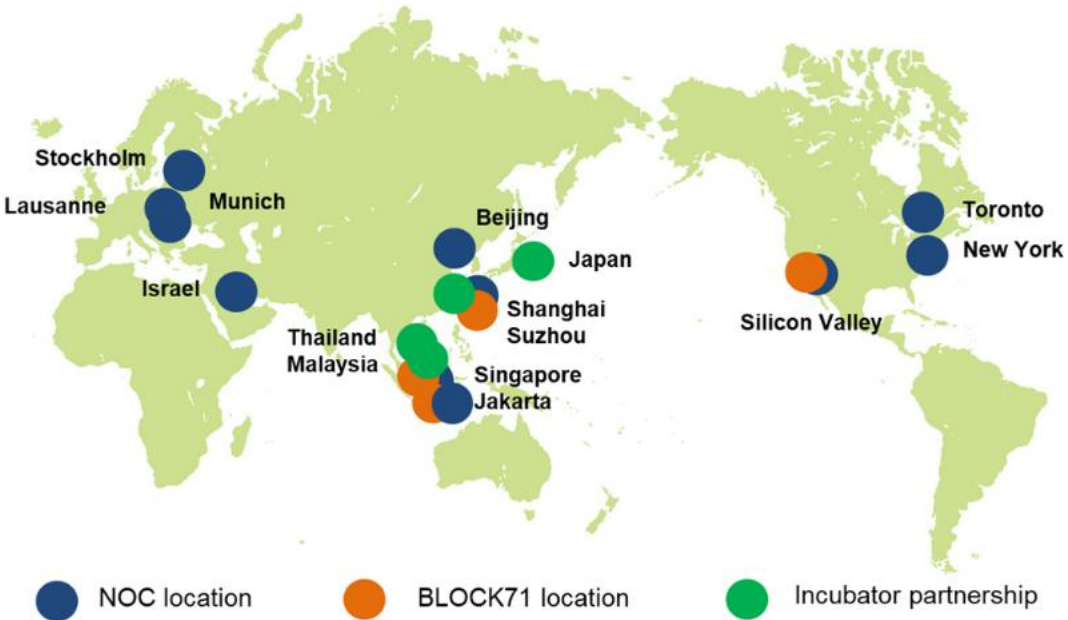 Stockholm
Lausanne
Munich
Beijing
Japan
Israel
Shanghai
Suzhou
Thailand
Malaysia
Singapore
Jakarta
Toronto
New York
Silicon Valley
NOC location
BLOCK71 location
Incubator partnership